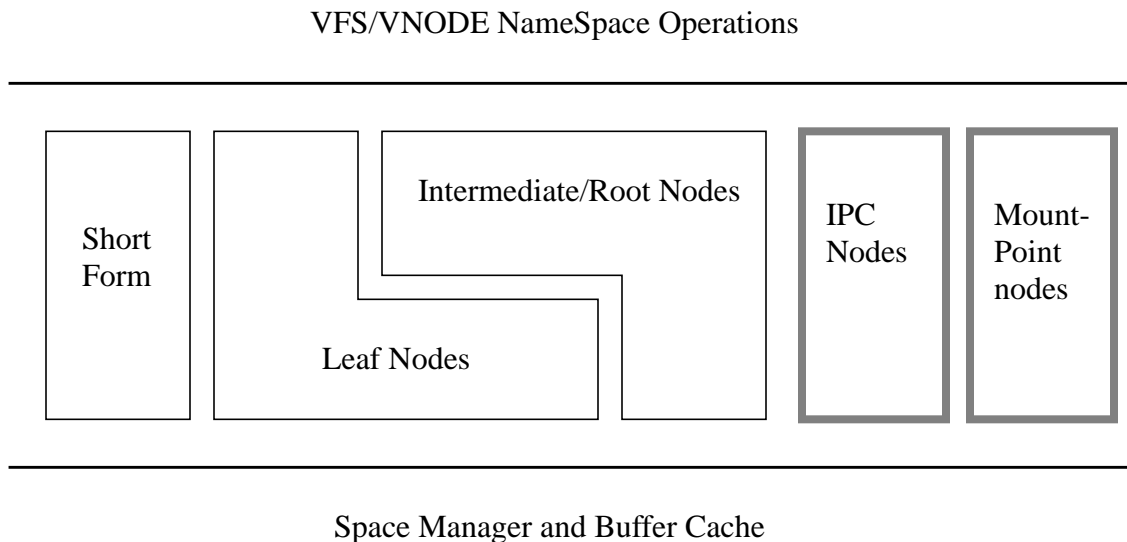 VFS/VNODE NameSpace Operations
Short
Form
Intermediate/Root Nodes
Leaf Nodes
IPC
Nodes
Mount-
Point
nodes
Space Manager and Buffer Cache